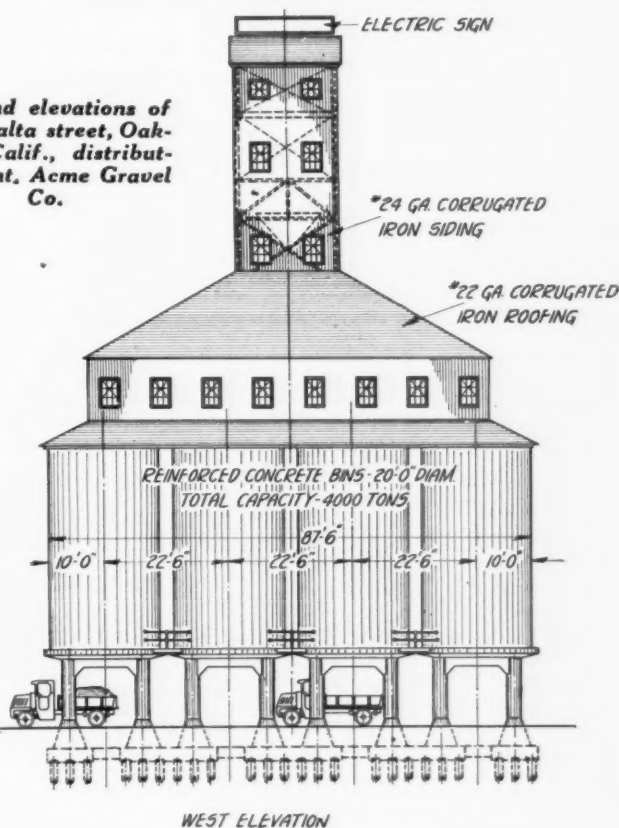 ELECTRIC SIGN
nd elevations of
alta street, Oak-
Calif., distribut-
nt, Acme Gravel
Co.
#24 GA. CORRUGATED
IRON SIDING
#22 GA. CORRUGATED
IRON ROOFING
REINFORCED CONCRETE BINS-20'-0" DIAM.
TOTAL CAPACITY-4000 TONS
87'-6"
10'-0" 22'-6" 22'-6" 22'-6" 10'-0"
WEST ELEVATION